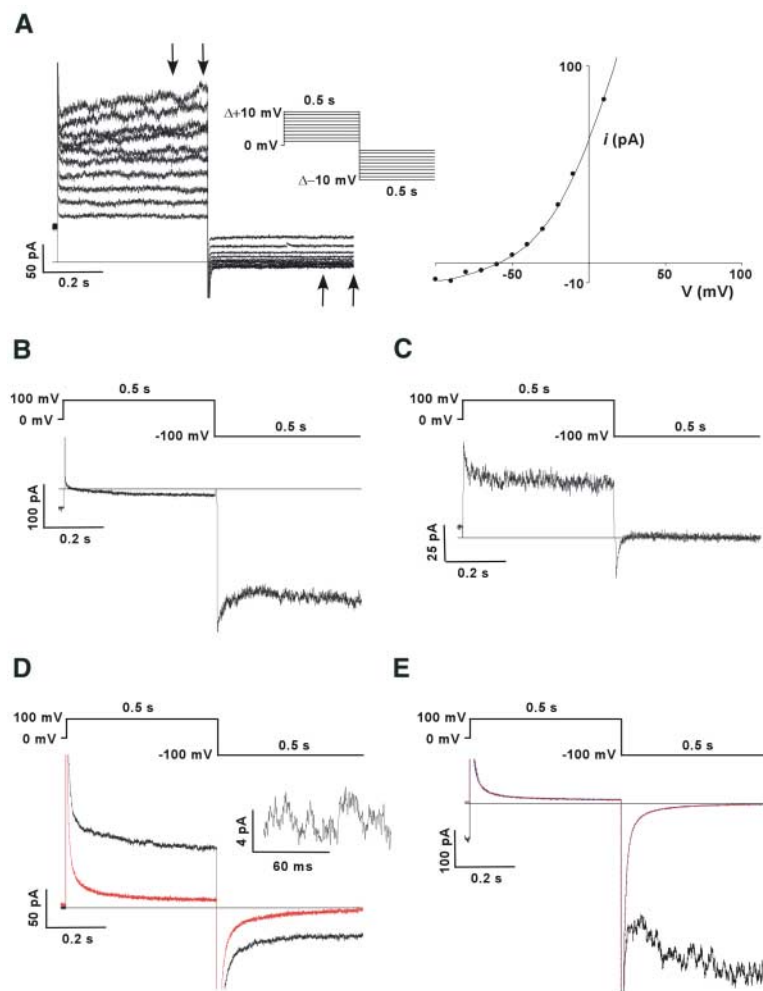 A
0.5 s
Δ+10 mV
0 mV
Δ−10 mV
0.5 s
50 pA
0.2 s
100
i (pA)
-50
50
100
-10
V (mV)
B
0.5 s
100 mV
0 mV
-100 mV
0.5 s
100 pA
0.2 s
C
0.5 s
100 mV
0 mV
-100 mV
0.5 s
25 pA
0.2 s
D
0.5 s
100 mV
0 mV
-100 mV
0.5 s
4 pA
60 ms
50 pA
0.2 s
E
0.5 s
100 mV
0 mV
-100 mV
0.5 s
100 pA
0.2 s